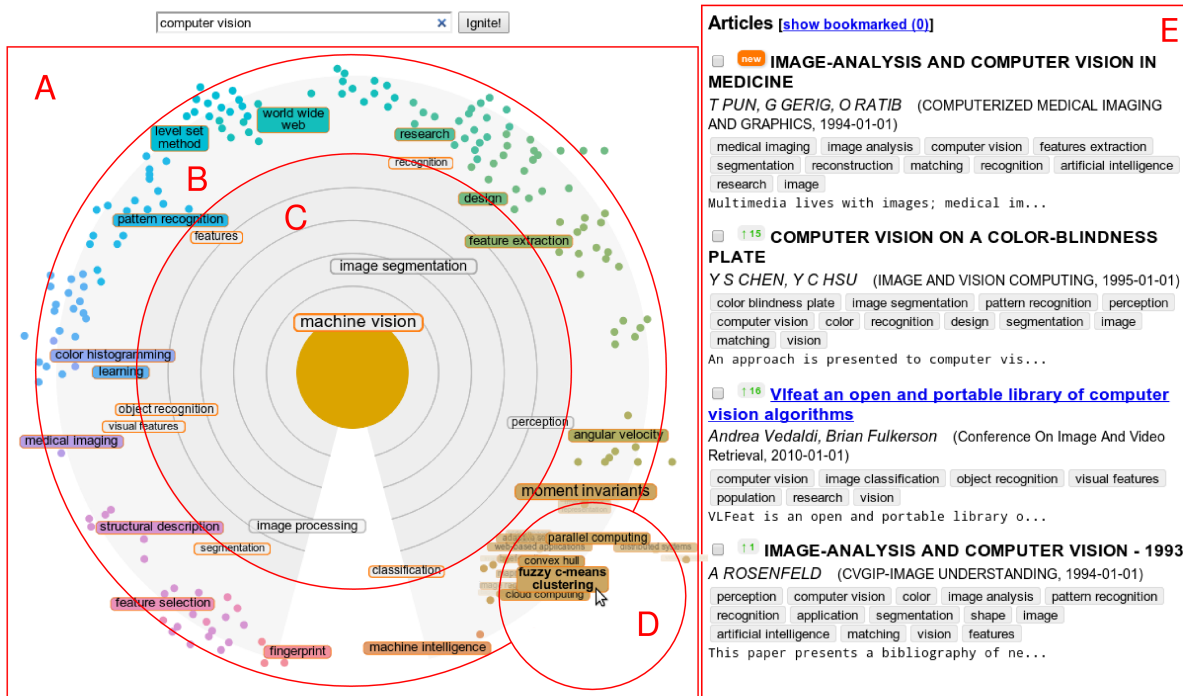 computer vision
Ignite!
A
world wide
web
level set
method
research
recognition
B
design
C
pattern recognition
features
feature extraction
image segmentation
machine vision
color histogramming
learning
object recognition
visual features
perception
medical imaging
angular velocity
moment invariants
structural description
image processing
segmentation
classification
parallel computing
web-based applications
distributed systems
convex hull
fuzzy c-means
clustering
cloud computing
D
feature selection
fingerprint
machine intelligence
E
Articles [show bookmarked (0)]
new IMAGE-ANALYSIS AND COMPUTER VISION IN
MEDICINE
T PUN, G GERIG, O RATIB (COMPUTERIZED MEDICAL IMAGING
AND GRAPHICS, 1994-01-01)
medical imaging image analysis computer vision features extraction
segmentation reconstruction matching recognition artificial intelligence
research image
Multimedia lives with images; medical im...
↑15 COMPUTER VISION ON A COLOR-BLINDNESS
PLATE
Y S CHEN, Y C HSU (IMAGE AND VISION COMPUTING, 1995-01-01)
color blindness plate image segmentation pattern recognition perception
computer vision color recognition design segmentation image
matching vision
An approach is presented to computer vis...
↑16 Vlfeat an open and portable library of computer
vision algorithms
Andrea Vedaldi, Brian Fulkerson (Conference On Image And Video
Retrieval, 2010-01-01)
computer vision image classification object recognition visual features
population research vision
VLFeat is an open and portable library o...
↑1 IMAGE-ANALYSIS AND COMPUTER VISION - 1993
A ROSENFELD (CVGIP-IMAGE UNDERSTANDING, 1994-01-01)
perception computer vision color image analysis pattern recognition
recognition application segmentation shape image
artificial intelligence matching vision features
This paper presents a bibliography of ne...